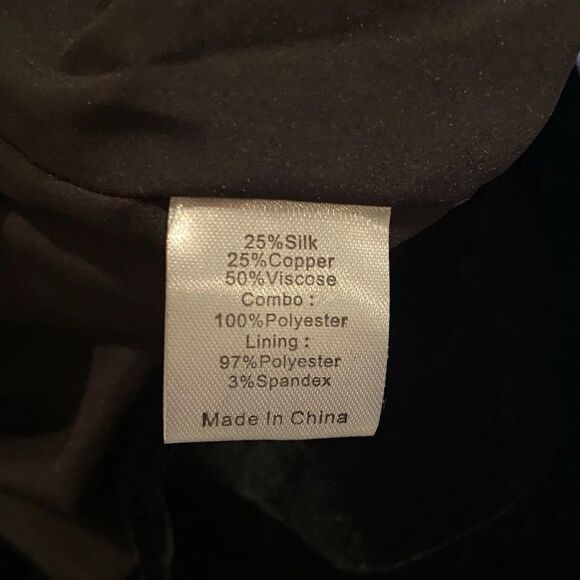 25%Silk
25%Copper
50%Viscose
Combo :
100%Polyester
Lining :
97%Polyester
3%Spandex
Made In China